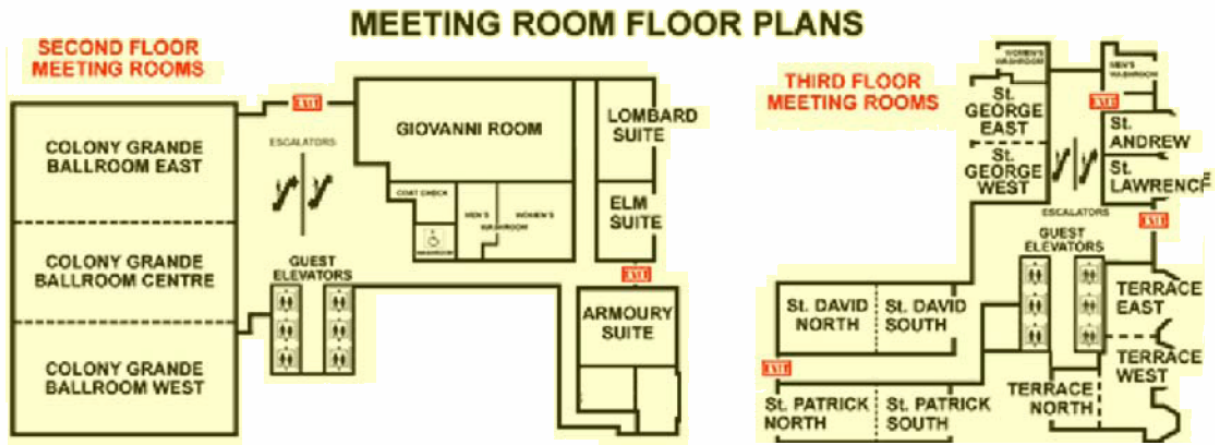 MEETING ROOM FLOOR PLANS
SECOND FLOOR
MEETING ROOMS
EXIT
ESCALATORS
COLONY GRANDE
BALLROOM EAST
COLONY GRANDE
BALLROOM CENTRE
COLONY GRANDE
BALLROOM WEST
GUEST
ELEVATORS
GIOVANNI ROOM
COAT CHECK
MEN'S
WOMEN'S
WASHROOM
WASHROOM
LOMBARD
SUITE
ELM
SUITE
EXIT
ARMOURY
SUITE
THIRD FLOOR
MEETING ROOMS
WOMEN'S
WASHROOM
MEN'S
WASHROOM
St.
GEORGE
EAST
St.
GEORGE
WEST
EXIT
St.
ANDREW
St.
LAWRENCE
ESCALATORS
EXIT
GUEST
ELEVATORS
St. DAVID
NORTH
St. DAVID
SOUTH
TERRACE
EAST
TERRACE
WEST
TERRACE
NORTH
EXIT
St. PATRICK
NORTH
St. PATRICK
SOUTH